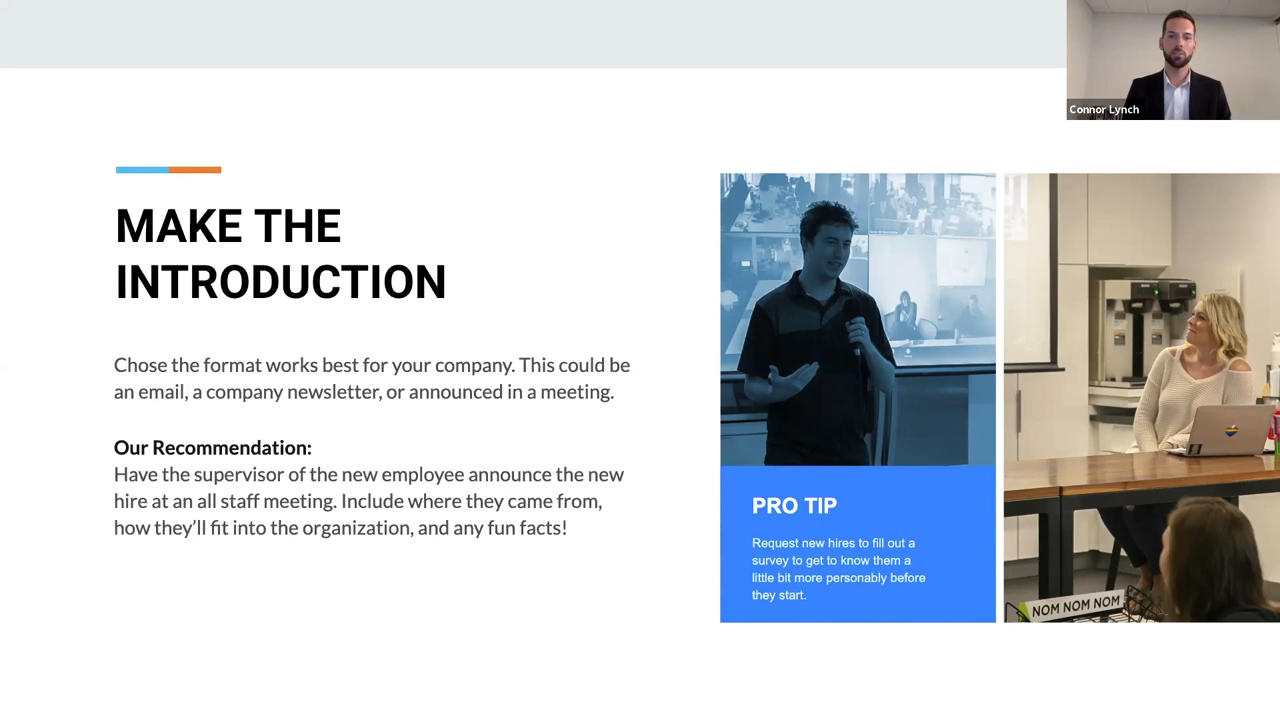 Connor Lynch
MAKE THE
INTRODUCTION
Chose the format works best for your company. This could be
an email, a company newsletter, or announced in a meeting.
Our Recommendation:
Have the supervisor of the new employee announce the new
hire at an all staff meeting. Include where they came from,
how they’ll fit into the organization, and any fun facts!
PRO TIP
Request new hires to fill out a
survey to get to know them a
little bit more personably before
they start.
NOM NOM NOM